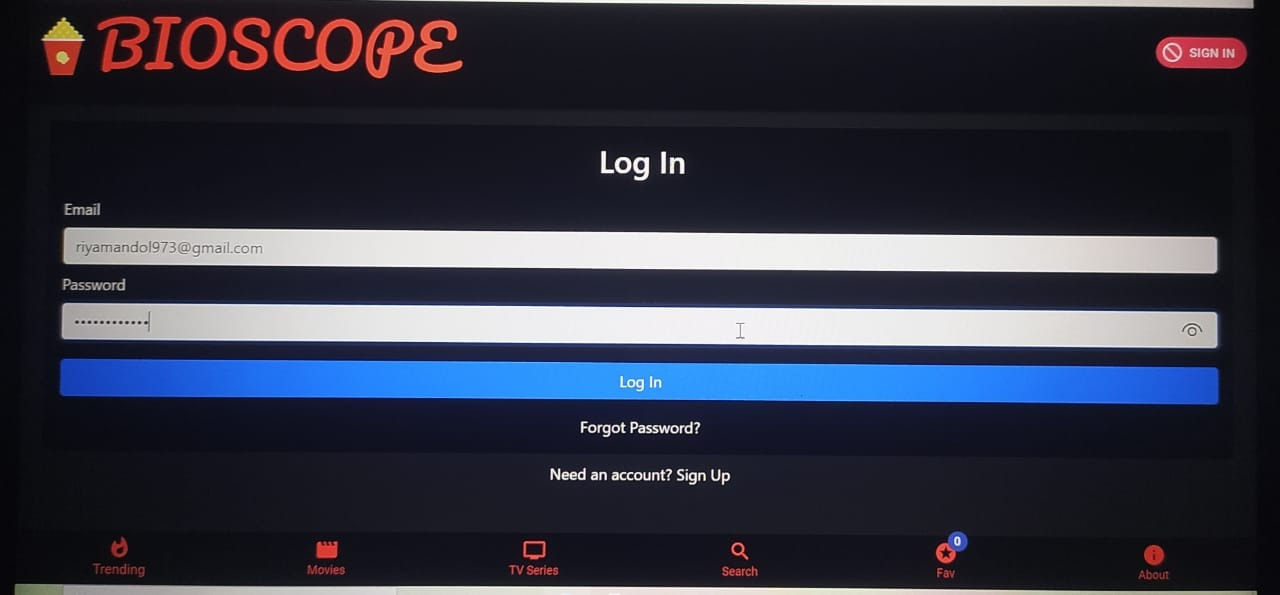 BIOSCOPE
SIGN IN
Log In
Email
riyamandol973@gmail.com
Password
••••••••••••
Log In
Forgot Password?
Need an account? Sign Up
0
Trending
Movies
TV Series
Search
Fav
About